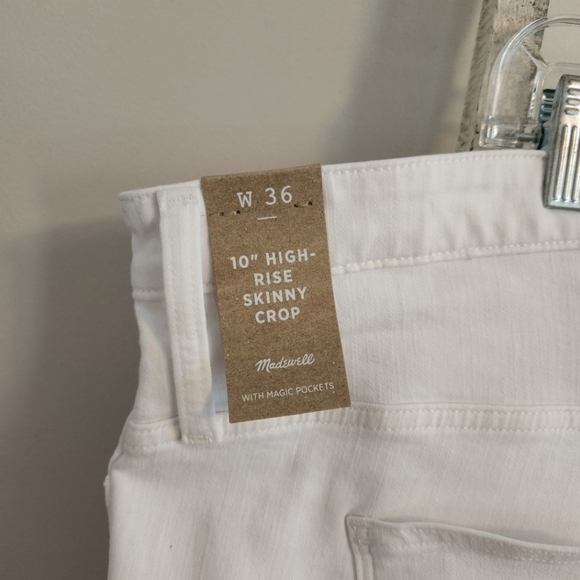 W 36
10" HIGH-
RISE
SKINNY
CROP
Madewell
WITH MAGIC POCKETS